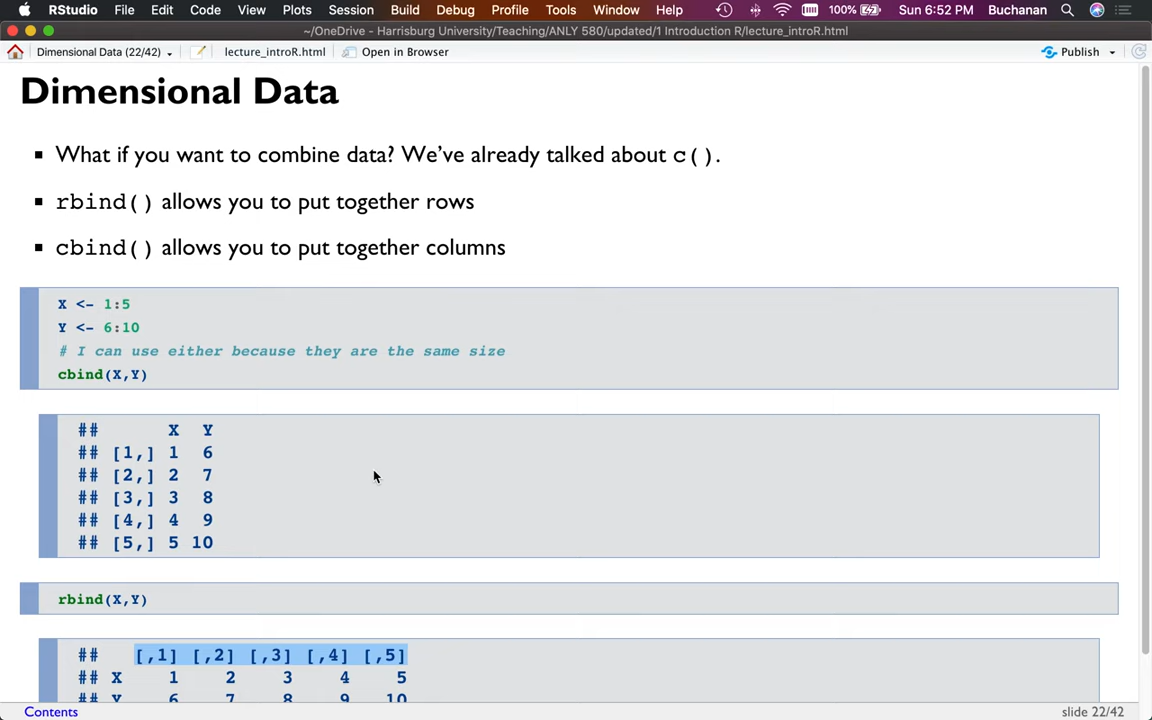 RStudio File Edit Code View Plots Session Build Debug Profile Tools Window Help 100% Sun 6:52 PM Buchanan
~/OneDrive - Harrisburg University/Teaching/ANLY 580/updated/1 Introduction R/lecture_introR.html
Dimensional Data (22/42) lecture_introR.html Open in Browser Publish
Dimensional Data
What if you want to combine data? We've already talked about c().
rbind() allows you to put together rows
cbind() allows you to put together columns
X <- 1:5
Y <- 6:10
# I can use either because they are the same size
cbind(X,Y)
## X Y
## [1,] 1 6
## [2,] 2 7
## [3,] 3 8
## [4,] 4 9
## [5,] 5 10
rbind(X,Y)
## [,1] [,2] [,3] [,4] [,5]
## X 1 2 3 4 5
## Y 6 7 8 9 10
Contents slide 22/42